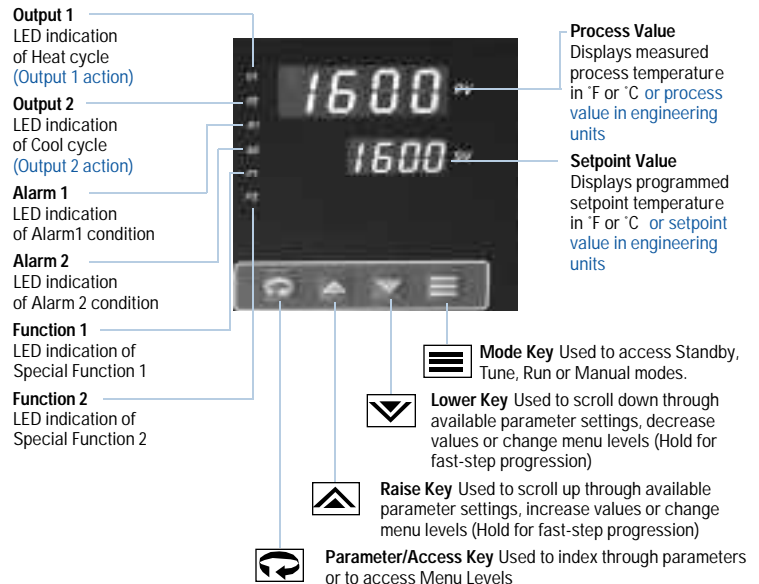 Output 1
LED indication
of Heat cycle
(Output 1 action)
Output 2
LED indication
of Cool cycle
(Output 2 action)
Alarm 1
LED indication
of Alarm1 condition
Alarm 2
LED indication
of Alarm 2 condition
Function 1
LED indication of
Special Function 1
Function 2
LED indication of
Special Function 2
1600
1600
Process Value
Displays measured
process temperature
in ˚F or ˚C or process
value in engineering
units
Setpoint Value
Displays programmed
setpoint temperature
in ˚F or ˚C or setpoint
value in engineering
units
Mode Key Used to access Standby,
Tune, Run or Manual modes.
Lower Key Used to scroll down through
available parameter settings, decrease
values or change menu levels (Hold for
fast-step progression)
Raise Key Used to scroll up through available
parameter settings, increase values or change
menu levels (Hold for fast-step progression)
Parameter/Access Key Used to index through parameters
or to access Menu Levels